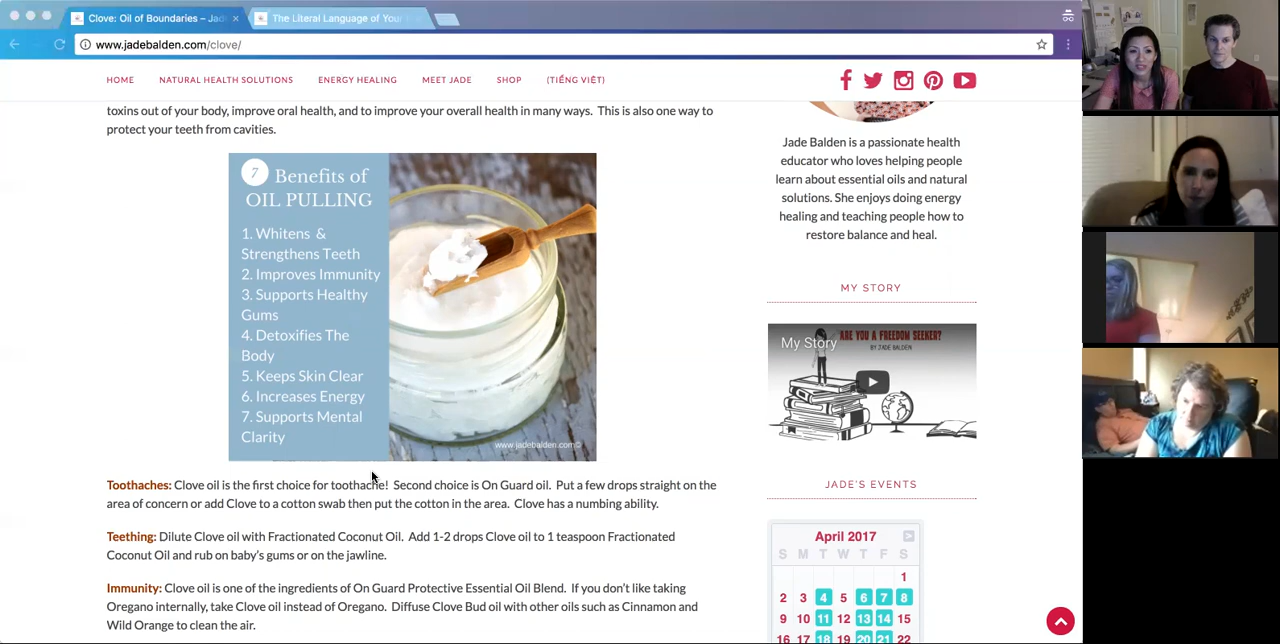 Clove: Oil of Boundaries – Jade
The Literal Language of Your
www.jadebalden.com/clove/
HOME NATURAL HEALTH SOLUTIONS ENERGY HEALING MEET JADE SHOP (TIẾNG VIỆT)
toxins out of your body, improve oral health, and to improve your overall health in many ways. This is also one way to
protect your teeth from cavities.
7 Benefits of
OIL PULLING
1. Whitens &
Strengthens Teeth
2. Improves Immunity
3. Supports Healthy
Gums
4. Detoxifies The
Body
5. Keeps Skin Clear
6. Increases Energy
7. Supports Mental
Clarity
www.jadebalden.com©
Toothaches: Clove oil is the first choice for toothache! Second choice is On Guard oil. Put a few drops straight on the
area of concern or add Clove to a cotton swab then put the cotton in the area. Clove has a numbing ability.
Teething: Dilute Clove oil with Fractionated Coconut Oil. Add 1-2 drops Clove oil to 1 teaspoon Fractionated
Coconut Oil and rub on baby's gums or on the jawline.
Immunity: Clove oil is one of the ingredients of On Guard Protective Essential Oil Blend. If you don't like taking
Oregano internally, take Clove oil instead of Oregano. Diffuse Clove Bud oil with other oils such as Cinnamon and
Wild Orange to clean the air.
Jade Balden is a passionate health
educator who loves helping people
learn about essential oils and natural
solutions. She enjoys doing energy
healing and teaching people how to
restore balance and heal.
MY STORY
My Story
ARE YOU A FREEDOM SEEKER?
BY JADE BALDEN
JADE'S EVENTS
April 2017
S M T W T F S
1
2 3 4 5 6 7 8
9 10 11 12 13 14 15
16 17 18 19 20 21 22